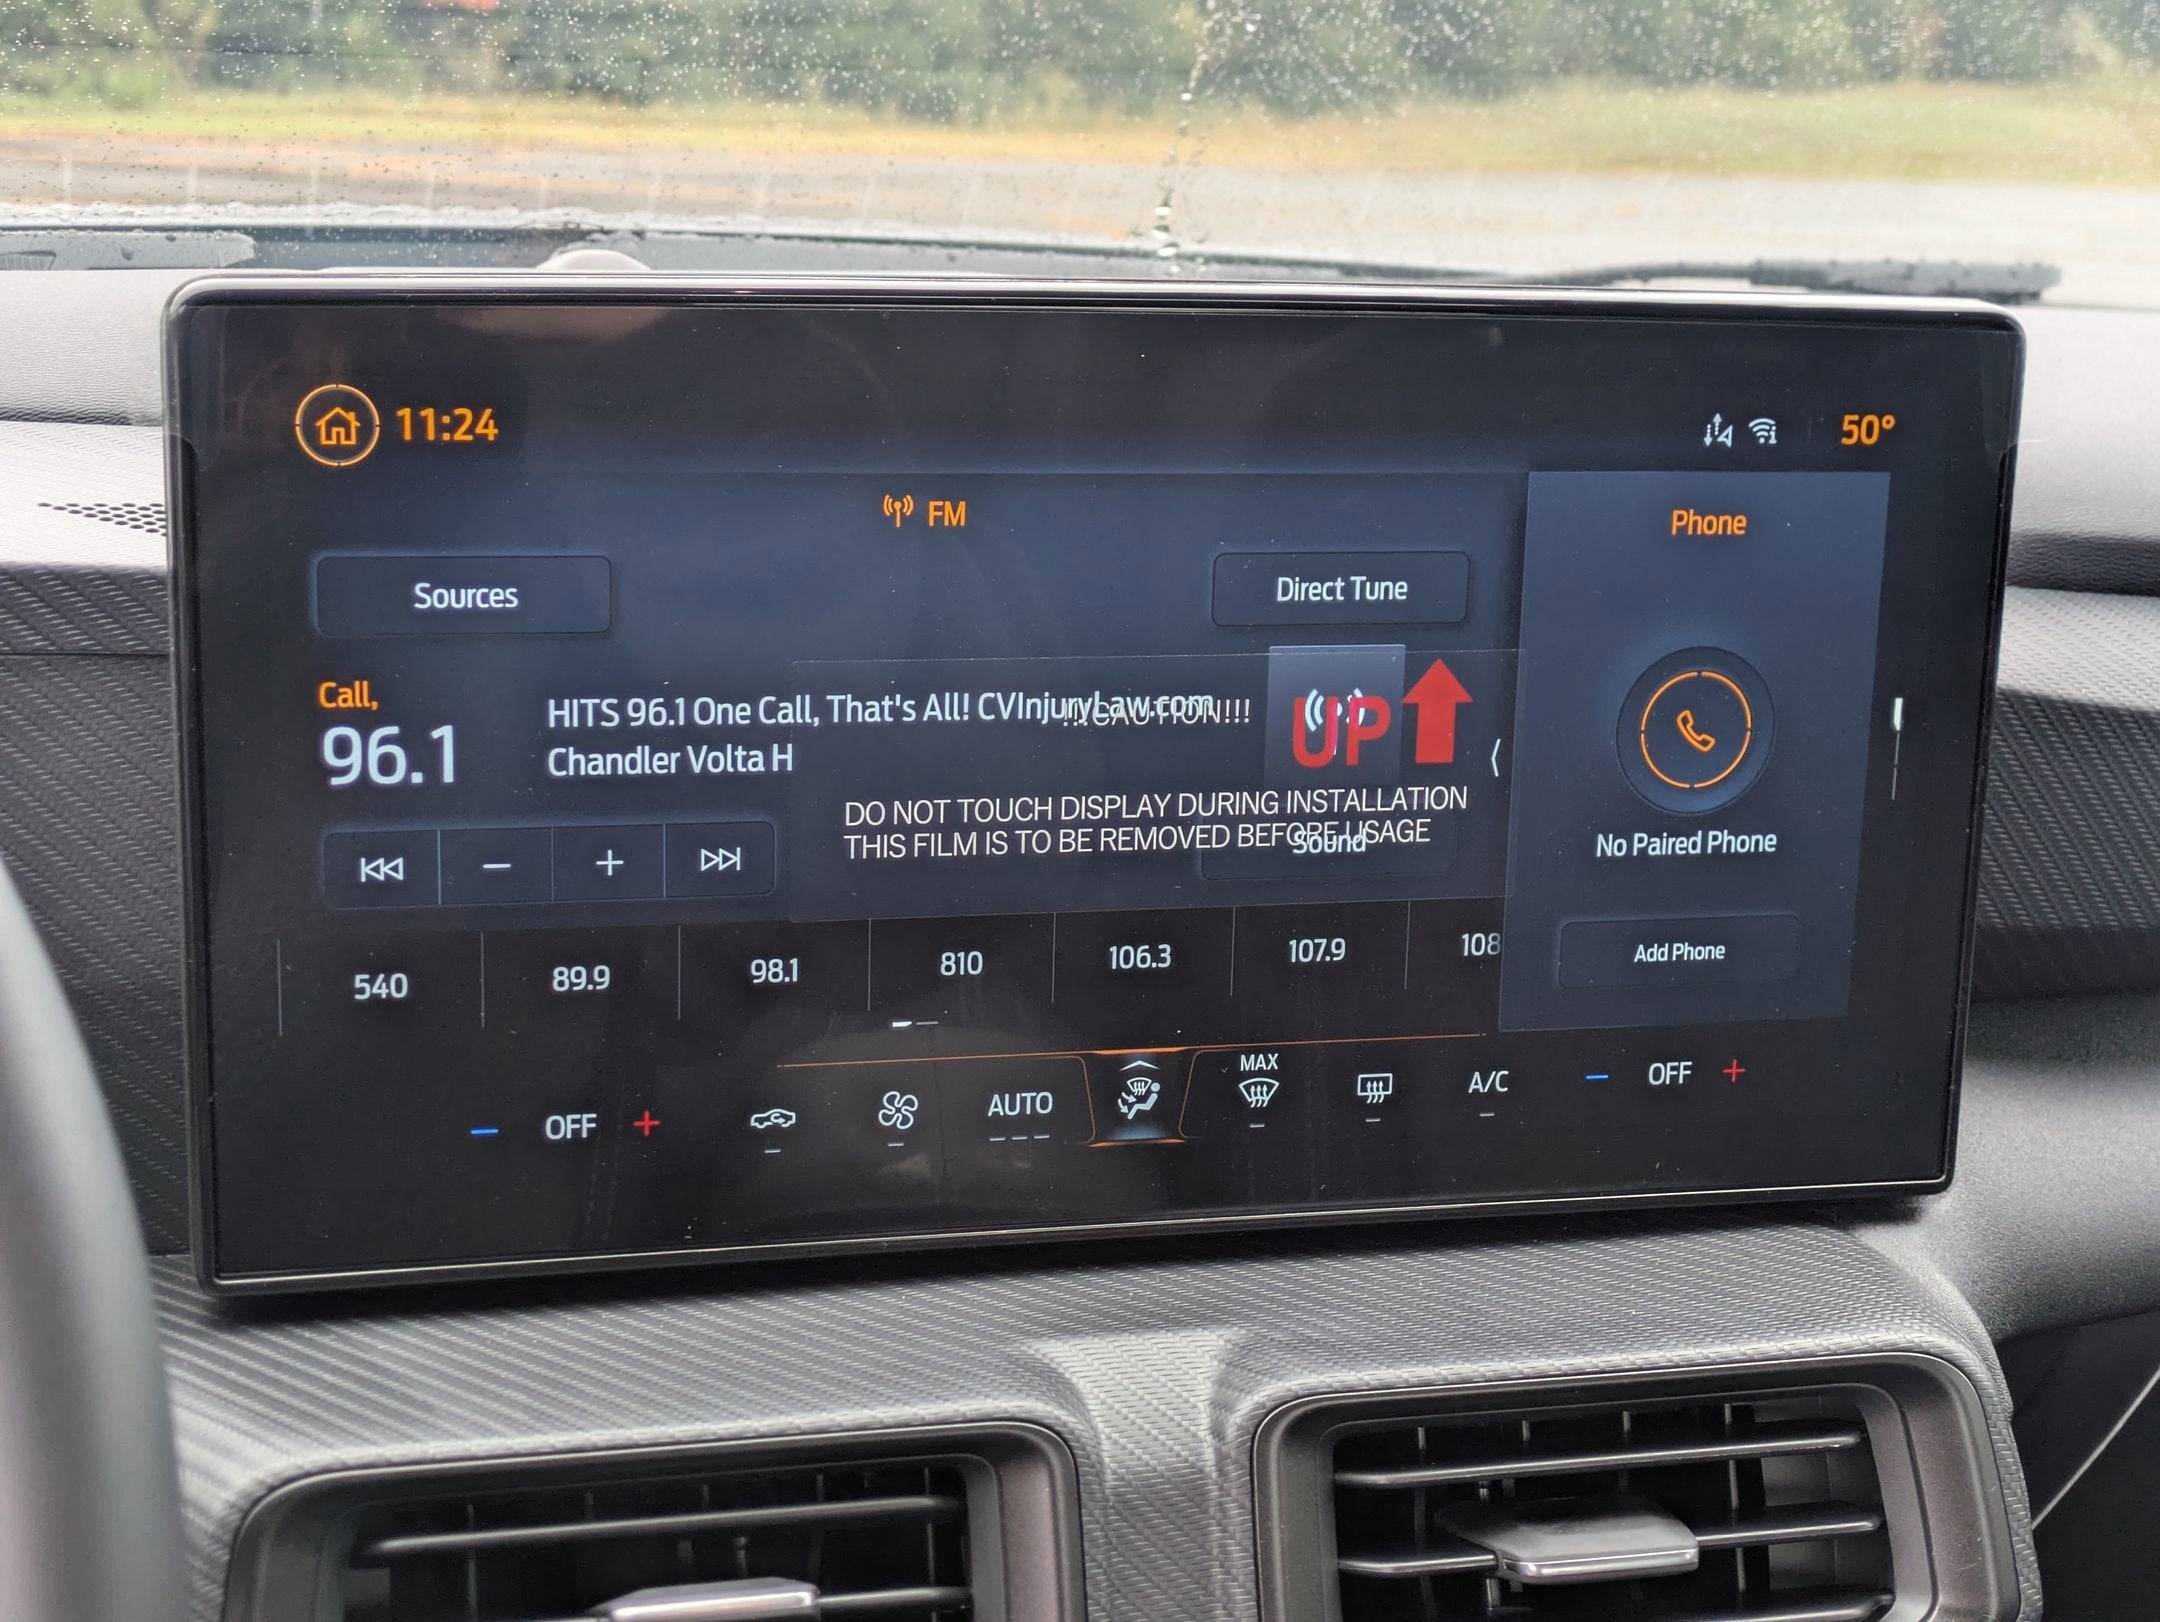 11:24
50°
FM
Phone
Sources
Direct Tune
Call,
96.1
HITS 96.1 One Call, That's All! CVInjuryLaw.com
Chandler Volta H
!!!CAUTION!!!
UP
DO NOT TOUCH DISPLAY DURING INSTALLATION
THIS FILM IS TO BE REMOVED BEFORE USAGE
Sound
No Paired Phone
Add Phone
540
89.9
98.1
810
106.3
107.9
108
OFF
AUTO
MAX
A/C
OFF